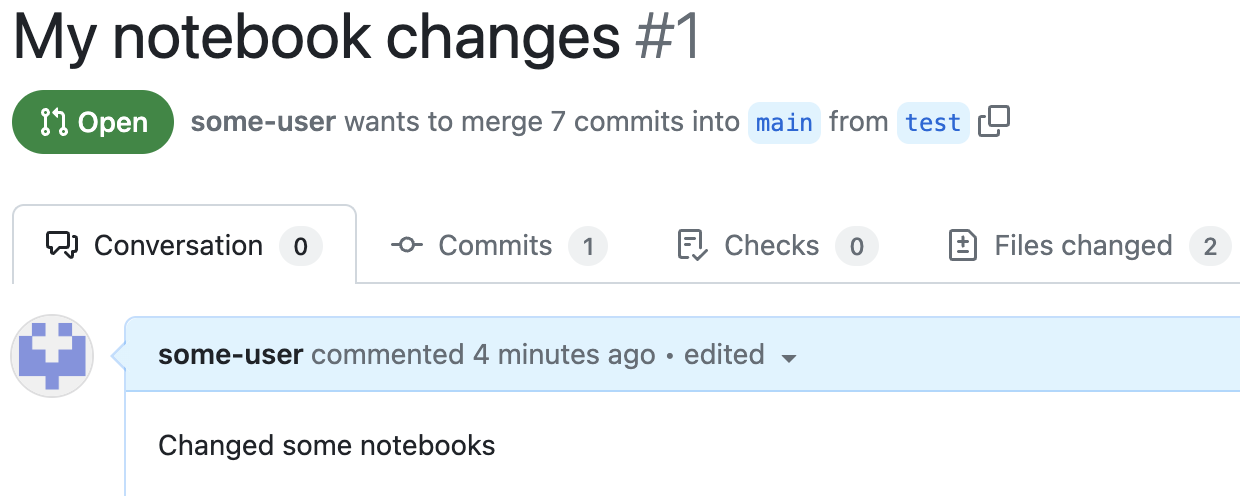 My notebook changes #1
Open some-user wants to merge 7 commits into main from test
Conversation 0 Commits 1 Checks 0 Files changed 2
some-user commented 4 minutes ago • edited
Changed some notebooks